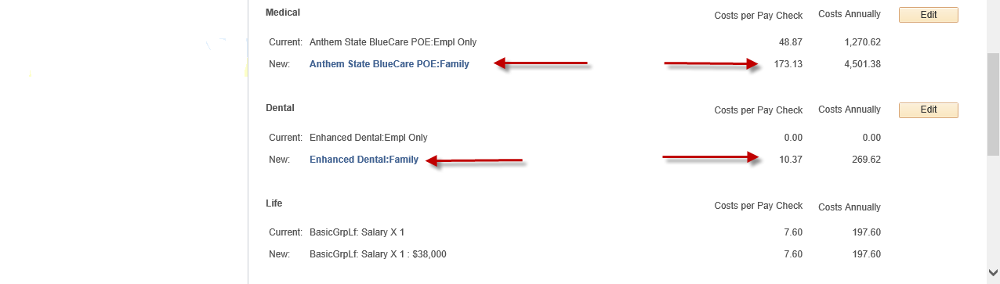 Medical Costs per Pay Check Costs Annually Edit
Current: Anthem State BlueCare POE:Empl Only 48.87 1,270.62
New: Anthem State BlueCare POE:Family 173.13 4,501.38
Dental Costs per Pay Check Costs Annually Edit
Current: Enhanced Dental:Empl Only 0.00 0.00
New: Enhanced Dental:Family 10.37 269.62
Life Costs per Pay Check Costs Annually
Current: BasicGrpLf: Salary X 1 7.60 197.60
New: BasicGrpLf: Salary X 1 : $38,000 7.60 197.60